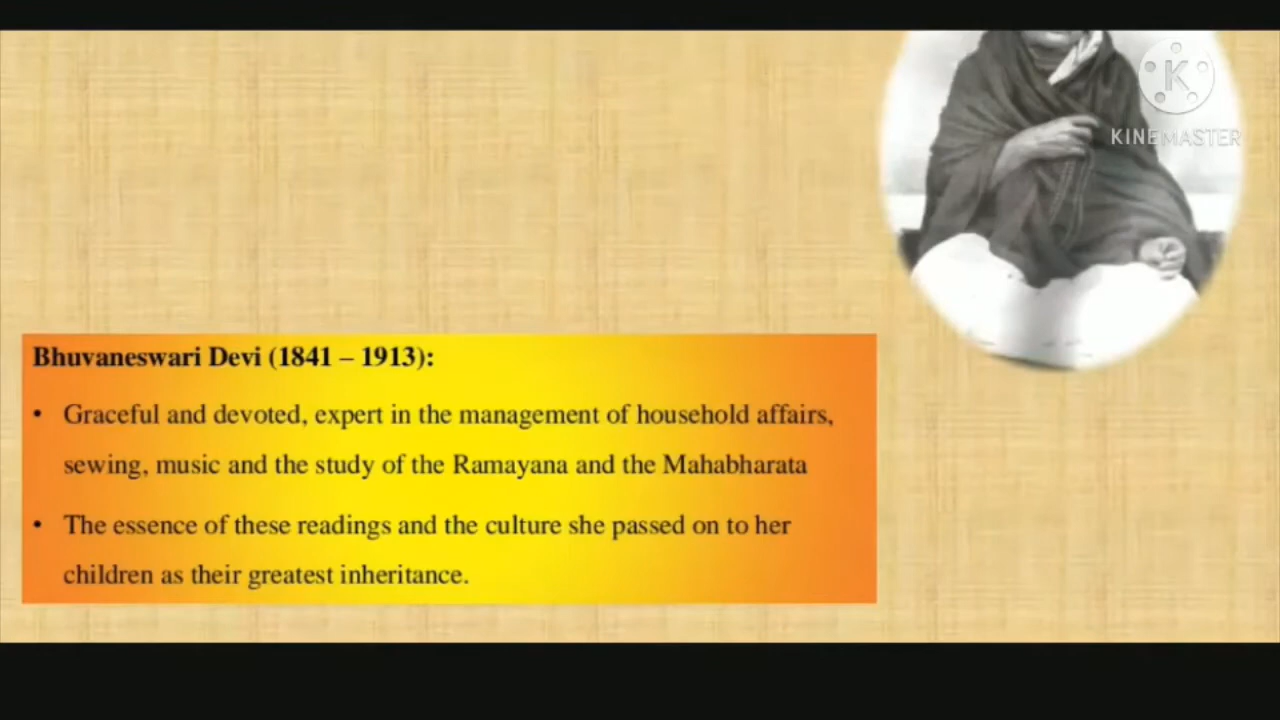 K
KINEMASTER
Bhuvaneswari Devi (1841 – 1913):
• Graceful and devoted, expert in the management of household affairs,
sewing, music and the study of the Ramayana and the Mahabharata
• The essence of these readings and the culture she passed on to her
children as their greatest inheritance.